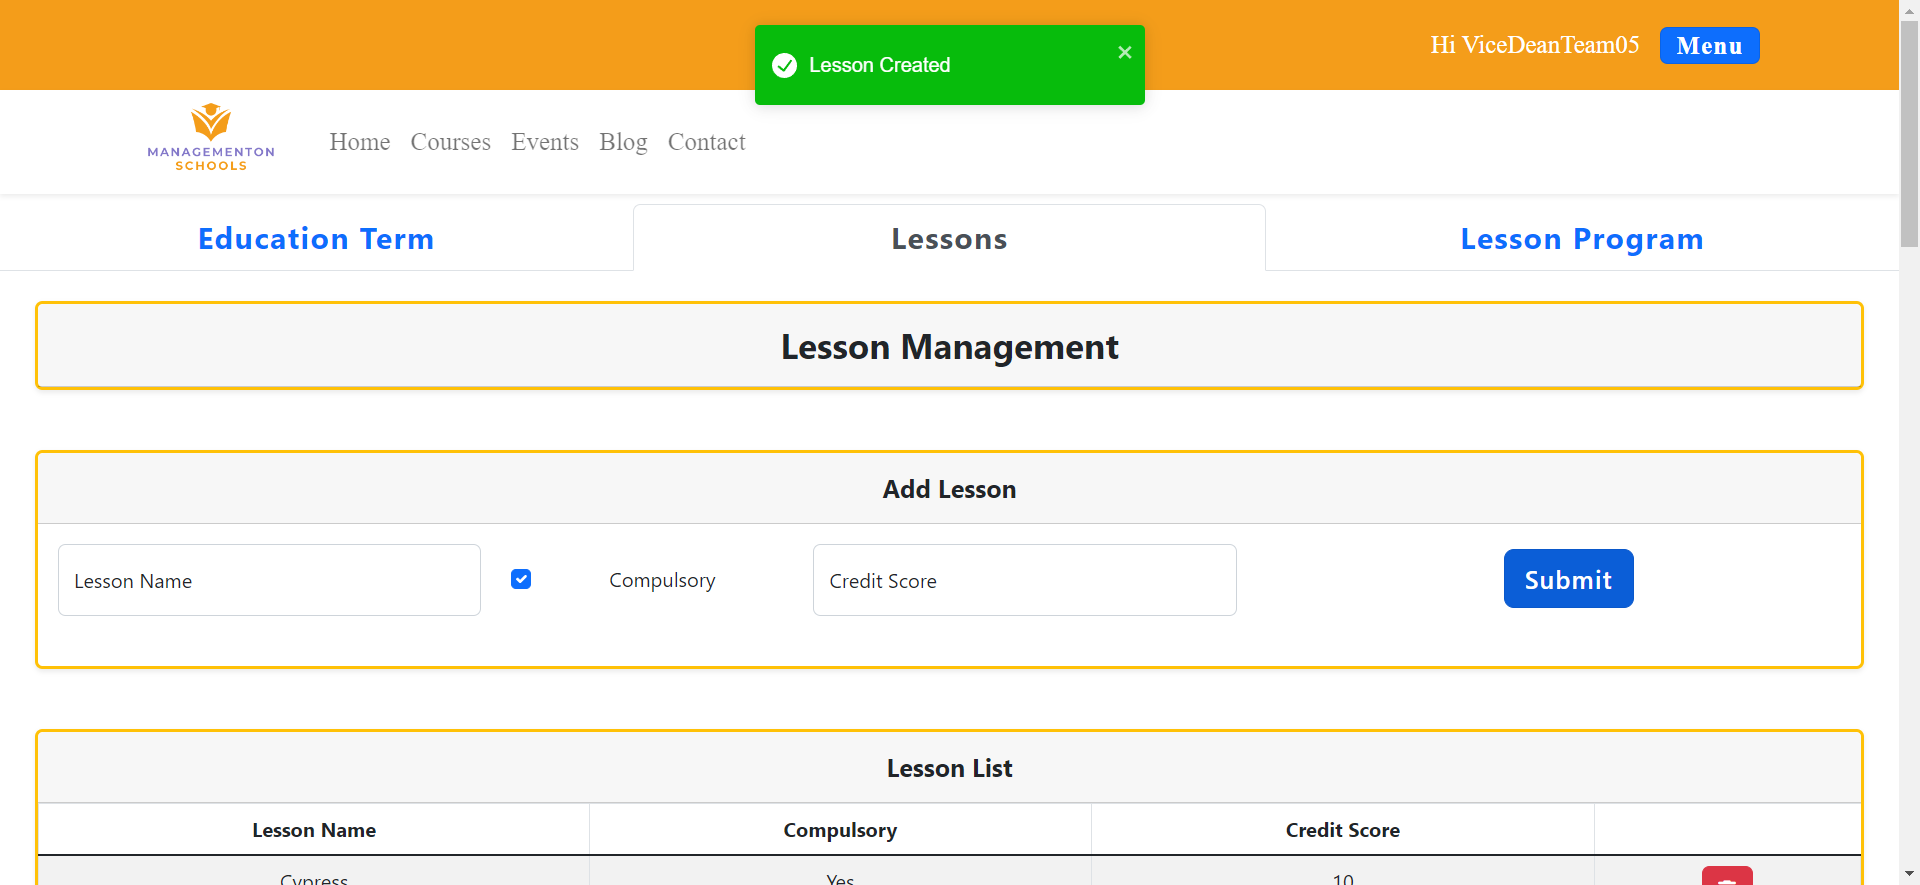 Lesson Created
Hi ViceDeanTeam05
Menu
MANAGEMENTON
SCHOOLS
Home Courses Events Blog Contact
Education Term Lessons Lesson Program
Lesson Management
Add Lesson
Lesson Name Compulsory Credit Score Submit
Lesson List
Lesson Name Compulsory Credit Score
Cypress Yes 10